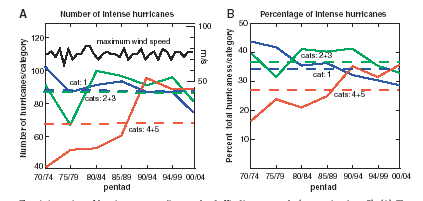 A Number of intense hurricanes
Number of hurricanes/category
120
100
80
60
40
maximum wind speed
cat: 1
cats: 2+3
cats: 4+5
100
50
m/s
70/74 75/79 80/84 85/89 90/94 95/99 00/04
pentad
B Percentage of intense hurricanes
Percent total hurricaness/category
50
40
30
20
10
cats: 2+3
cat: 1
cats: 4+5
70/74 75/79 80/84 85/89 90/94 95/99 00/04
pentad